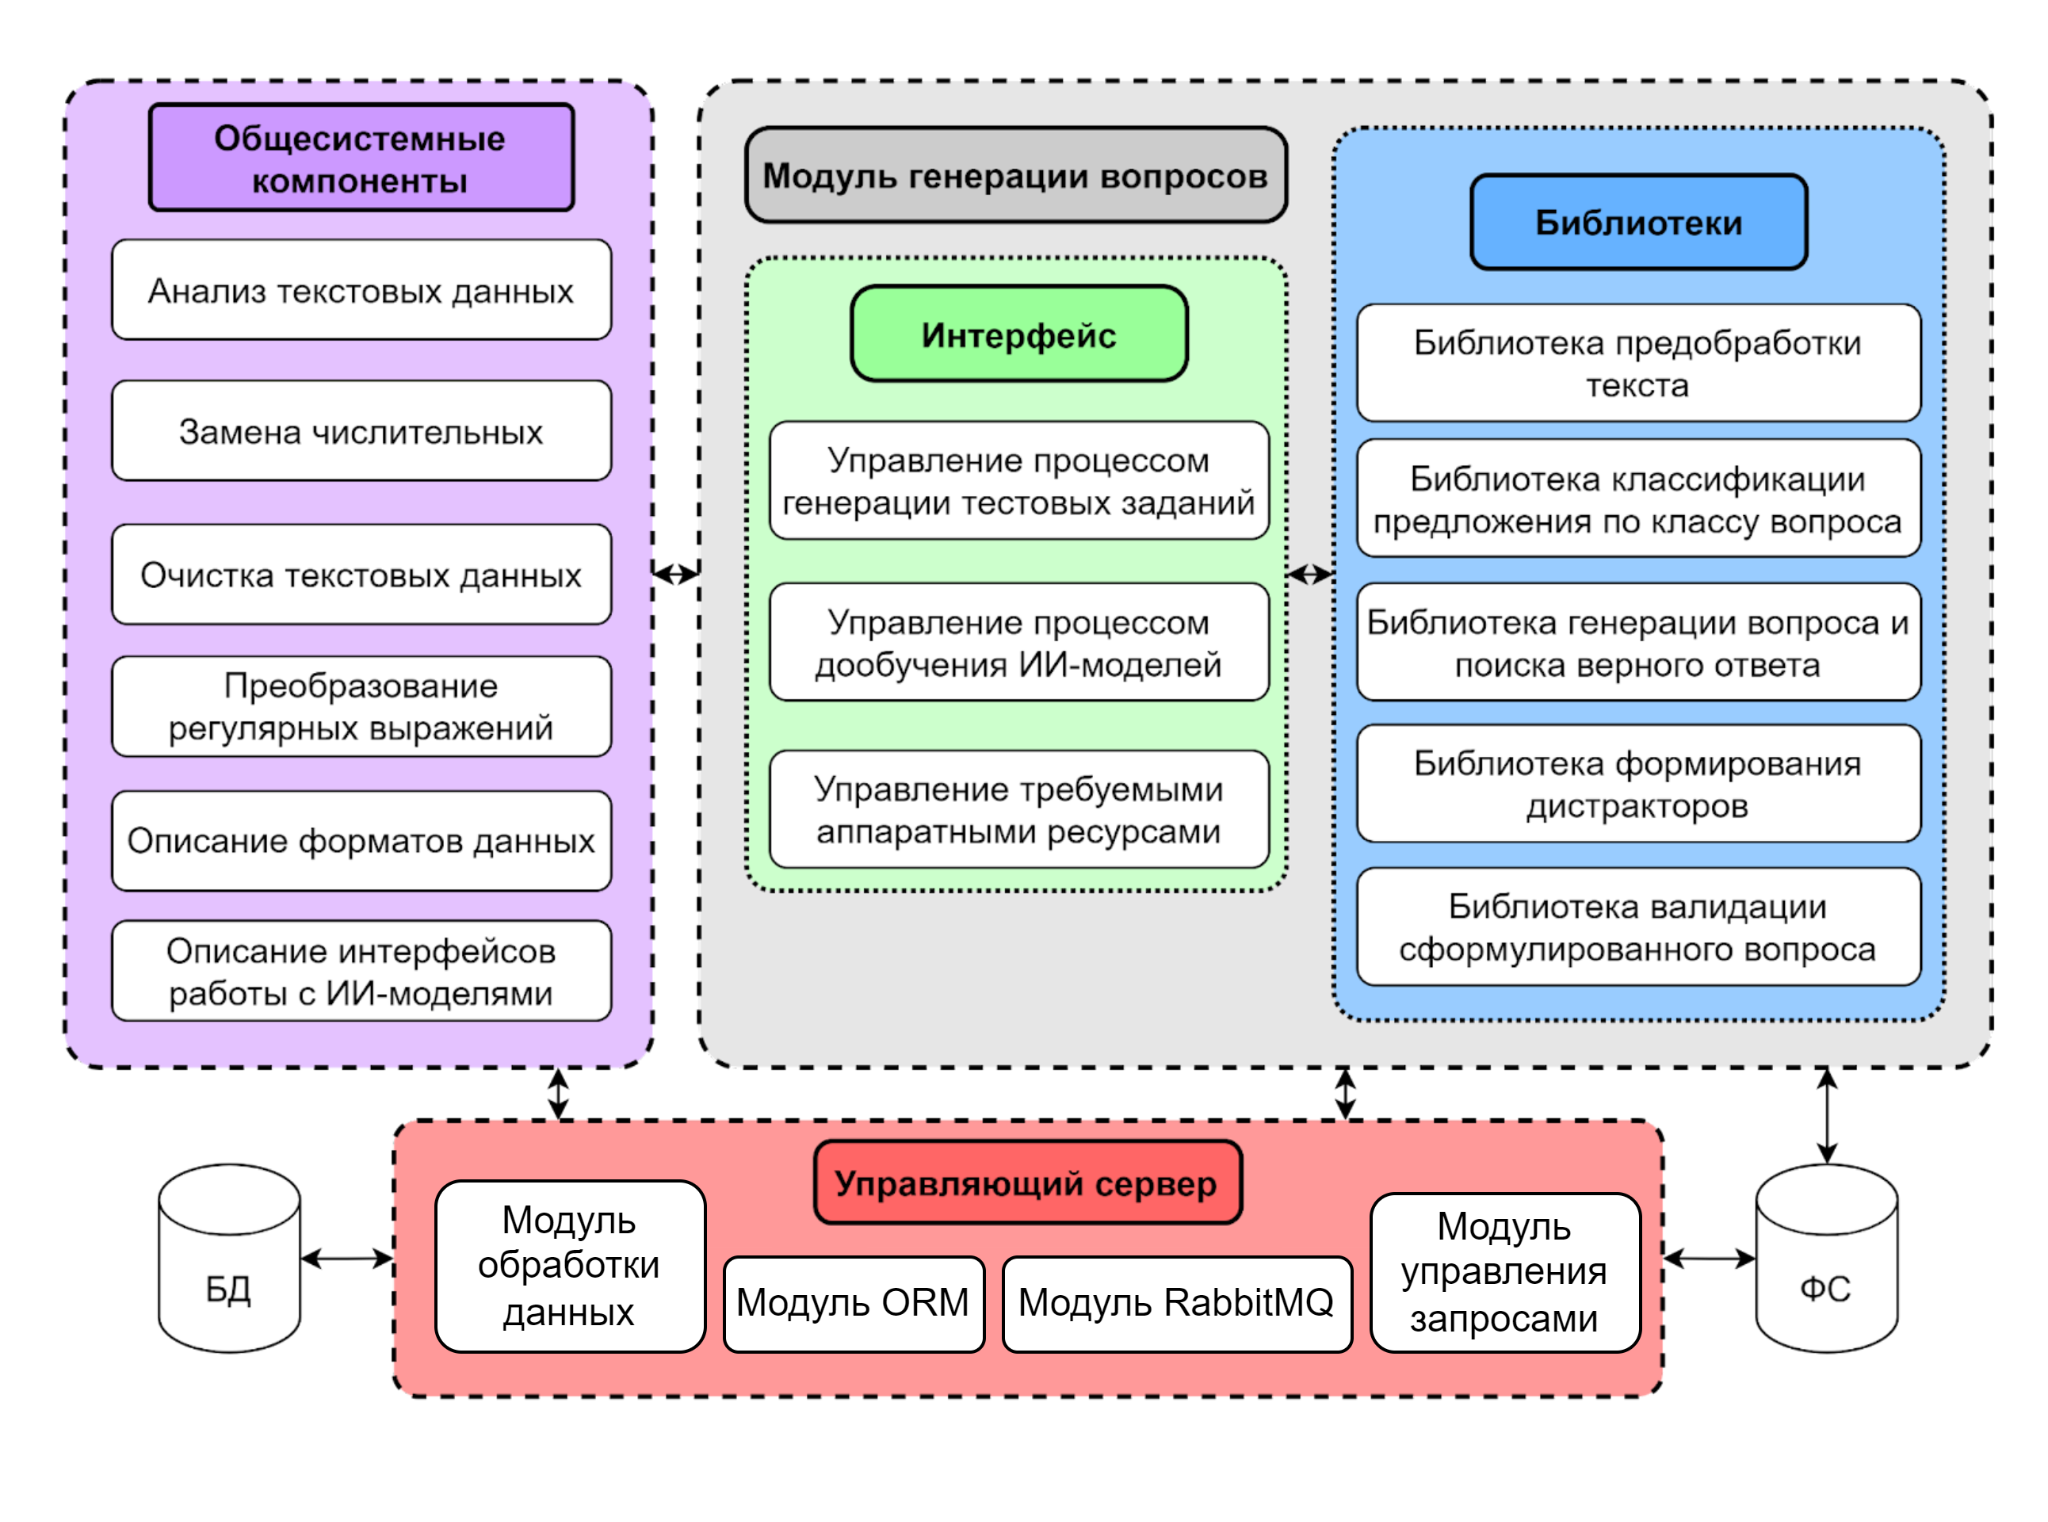 Общесистемные
компоненты
Анализ текстовых данных
Замена числительных
Очистка текстовых данных
Преобразование
регулярных выражений
Описание форматов данных
Описание интерфейсов
работы с ИИ-моделями
Модуль генерации вопросов
Интерфейс
Управление процессом
генерации тестовых заданий
Управление процессом
дообучения ИИ-моделей
Управление требуемыми
аппаратными ресурсами
Библиотеки
Библиотека предобработки
текста
Библиотека классификации
предложения по классу вопроса
Библиотека генерации вопроса и
поиска верного ответа
Библиотека формирования
дистракторов
Библиотека валидации
сформулированного вопроса
БД
Управляющий сервер
Модуль
обработки
данных
Модуль ORM
Модуль RabbitMQ
Модуль
управления
запросами
ФС